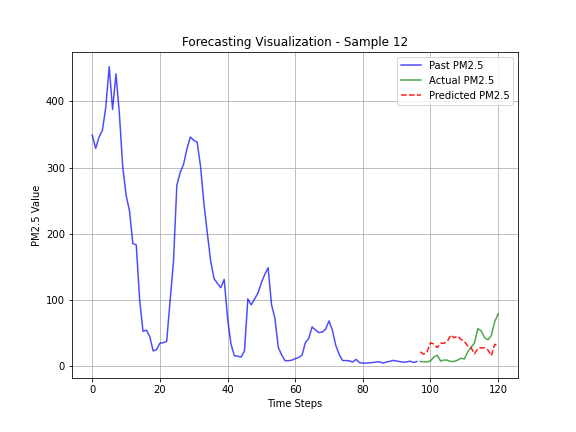 Forecasting Visualization - Sample 12
Past PM2.5
Actual PM2.5
Predicted PM2.5
PM2.5 Value
400
300
200
100
0
0 20 40 60 80 100 120
Time Steps